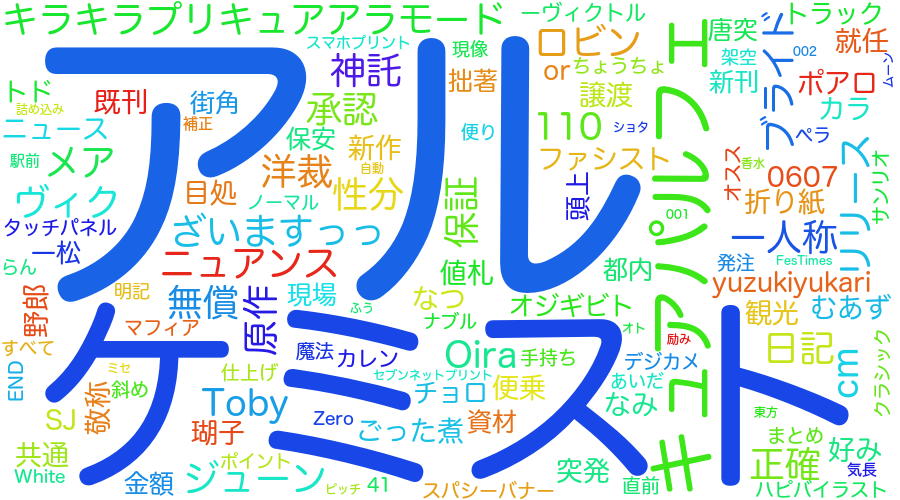 キラキラプリキュアアラモード
ーヴィクトル
トラック
スマホプリント
現像
ロビン
唐突
ブライド
就任
架空
002
ムーン
アル
神託
拙著
or
ちょうちょ
新刊
ポアロ
トド
既刊
街角
承認
譲渡
カラ
詰め込み
補正
110
ショタ
ペラ
ニュース
保安
新作
便り
ファシスト
キュアパルフェ
香水
リリース
駅前
メア
自動
洋裁
目処
性分
オスス
0607
サンリオ
ヴィク
ノーマル
保証
頭上
折り紙
タッチパネル
ざいますっっ
001
一人称
一松
ニュアンス
値札
都内
発注
FesTimes
らん
野郎
明記
無償
原作
現場
なつ
オジギビト
yuzukiyukari
マフィア
ふう
ナブル
オト
観光
むあず
すべて
魔法
カレン
Oira
手持ち
励み
デジカメ
日記
ケミスト
ミセ
仕上げ
セブンネットプリント
あいだ
cm
クラシック
END
斜め
Toby
チョロ
便乗
なみ
SJ
敬称
Zero
ごった煮
資材
東方
共通
瑚子
まとめ
好み
White
金額
ジューン
ポイント
突発
正確
気長
ピッチ
41
スパシーバナー
直前
ハピバイラスト